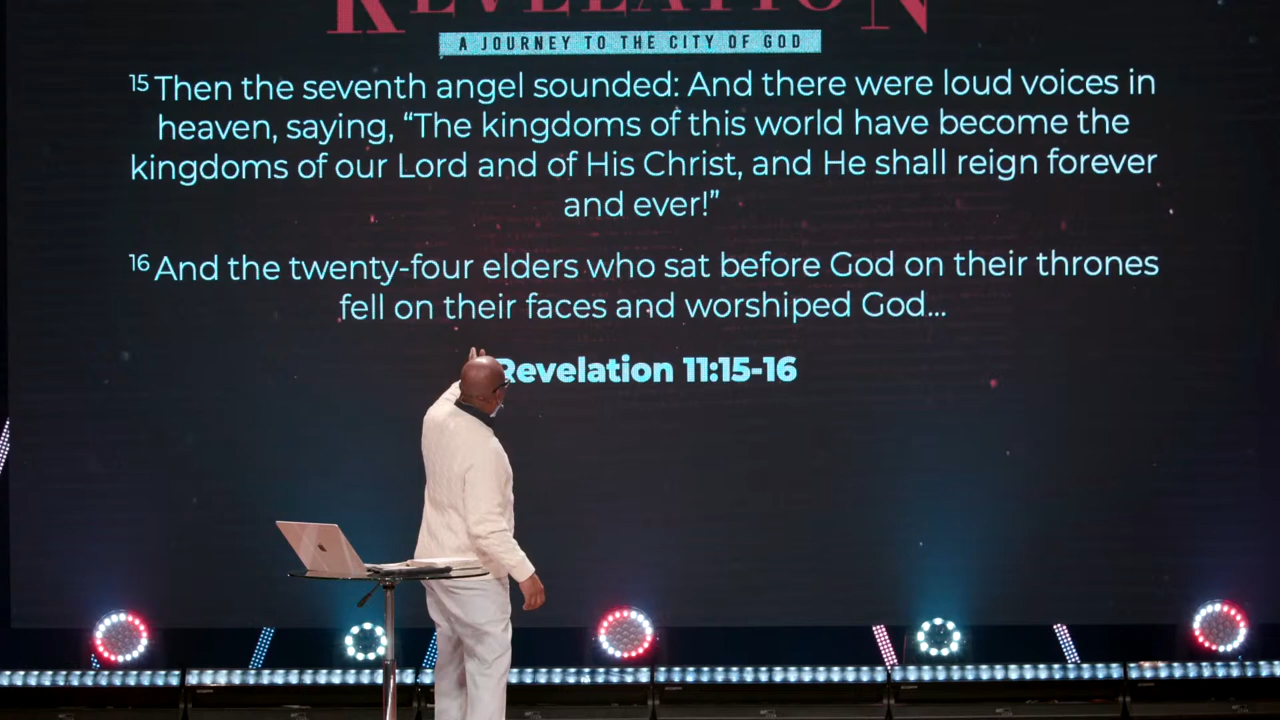 REVELATION
A JOURNEY TO THE CITY OF GOD
15 Then the seventh angel sounded: And there were loud voices in
heaven, saying, “The kingdoms of this world have become the
kingdoms of our Lord and of His Christ, and He shall reign forever
and ever!”
16 And the twenty-four elders who sat before God on their thrones
fell on their faces and worshiped God...
Revelation 11:15-16